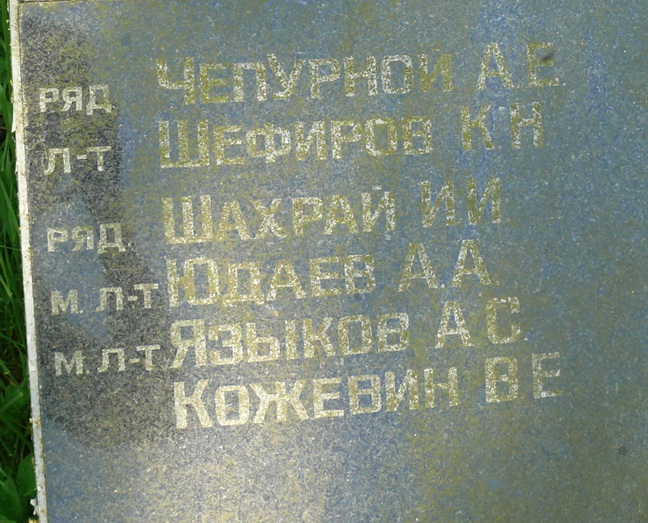 РЯД. ЧЕПУРНОЙ А.Е.
Л-Т ШЕФИРОВ К.Н
РЯД. ШАХРАЙ И.И.
М. Л-Т ЮДАЕВ А.А.
М. Л-Т ЯЗЫКОВ А С
КОЖЕВИН В Е